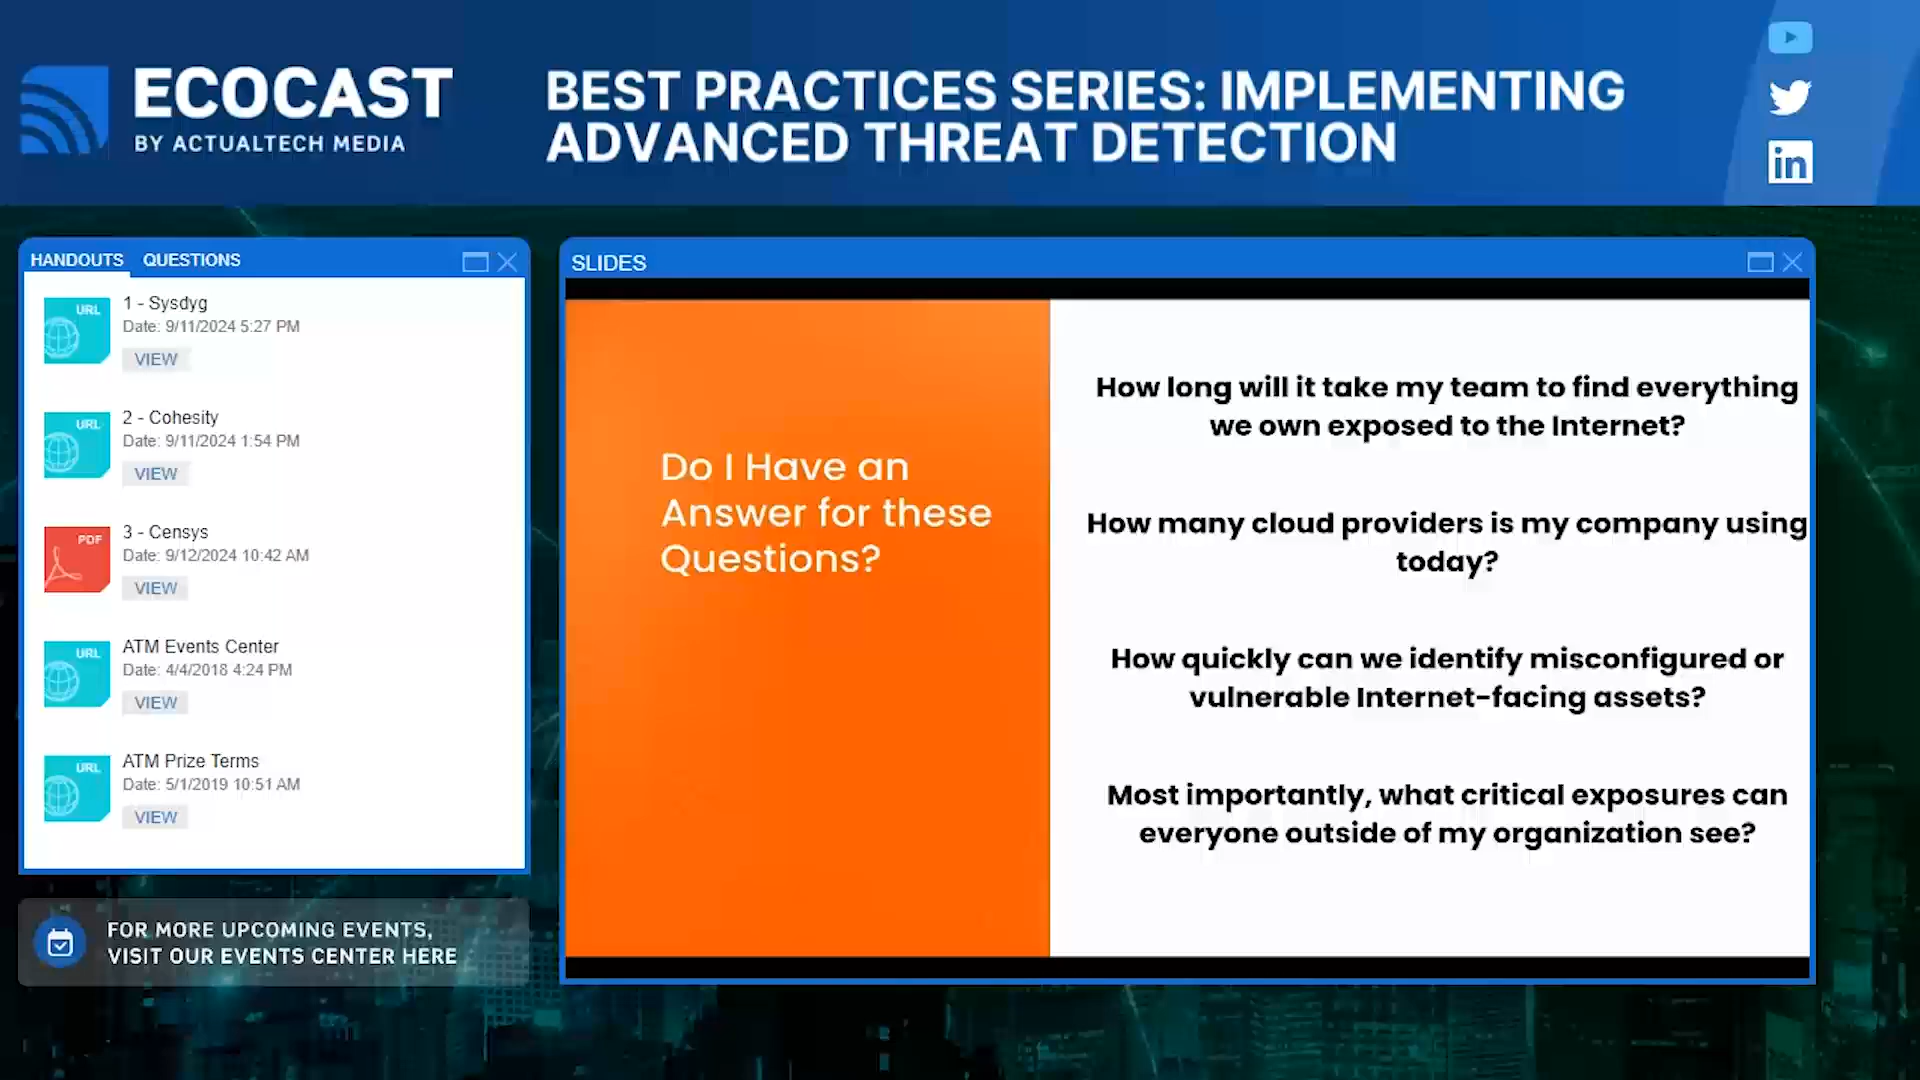 ECOCAST
BY ACTUALTECH MEDIA
BEST PRACTICES SERIES: IMPLEMENTING
ADVANCED THREAT DETECTION
in
HANDOUTS QUESTIONS
URL
1 - Sysdyg
Date: 9/11/2024 5:27 PM
VIEW
URL
2 - Cohesity
Date: 9/11/2024 1:54 PM
VIEW
PDF
3 - Censys
Date: 9/12/2024 10:42 AM
VIEW
URL
ATM Events Center
Date: 4/4/2018 4:24 PM
VIEW
URL
ATM Prize Terms
Date: 5/1/2019 10:51 AM
VIEW
FOR MORE UPCOMING EVENTS,
VISIT OUR EVENTS CENTER HERE
SLIDES
Do I Have an
Answer for these
Questions?
How long will it take my team to find everything
we own exposed to the Internet?
How many cloud providers is my company using
today?
How quickly can we identify misconfigured or
vulnerable Internet-facing assets?
Most importantly, what critical exposures can
everyone outside of my organization see?